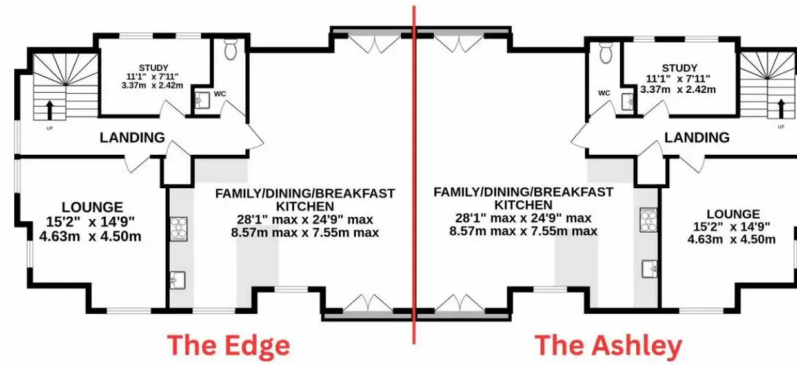 STUDY
11'1" x 7'11"
3.37m x 2.42m
WC
UP
LANDING
LOUNGE
15'2" x 14'9"
4.63m x 4.50m
FAMILY/DINING/BREAKFAST
KITCHEN
28'1" max x 24'9" max
8.57m max x 7.55m max
The Edge
STUDY
11'1" x 7'11"
3.37m x 2.42m
WC
UP
LANDING
FAMILY/DINING/BREAKFAST
KITCHEN
28'1" max x 24'9" max
8.57m max x 7.55m max
LOUNGE
15'2" x 14'9"
4.63m x 4.50m
The Ashley